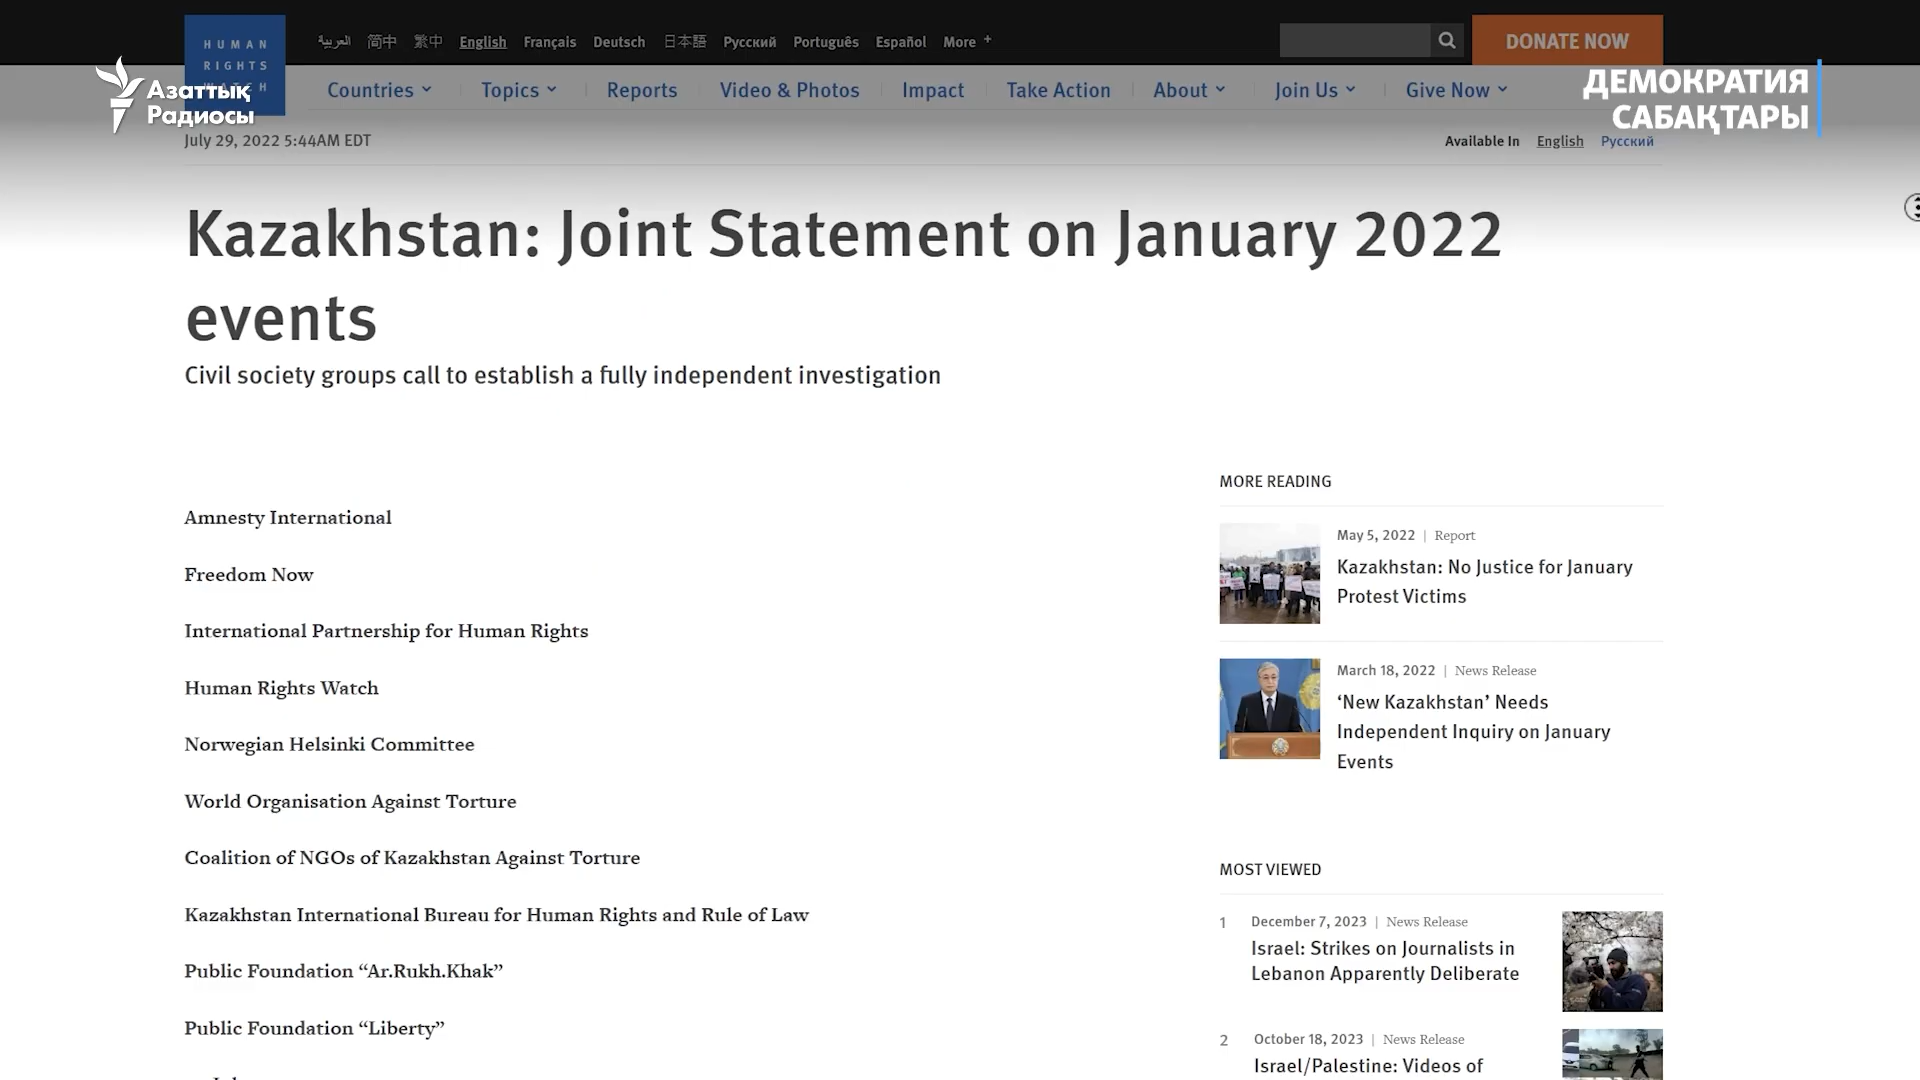 HUMAN
RIGHTS
العربية 简中 繁中 English Français Deutsch 日本語 Русский Português Español More +
DONATE NOW
Азаттық
Радиосы
Countries Topics Reports Video & Photos Impact Take Action About Join Us Give Now
ДЕМОКРАТИЯ
САБАҚТАРЫ
July 29, 2022 5:44AM EDT
Available In English Русский
Kazakhstan: Joint Statement on January 2022
events
Civil society groups call to establish a fully independent investigation
Amnesty International
Freedom Now
International Partnership for Human Rights
Human Rights Watch
Norwegian Helsinki Committee
World Organisation Against Torture
Coalition of NGOs of Kazakhstan Against Torture
Kazakhstan International Bureau for Human Rights and Rule of Law
Public Foundation “Ar.Rukh.Khak”
Public Foundation “Liberty”
MORE READING
May 5, 2022 | Report
Kazakhstan: No Justice for January
Protest Victims
March 18, 2022 | News Release
‘New Kazakhstan’ Needs
Independent Inquiry on January
Events
MOST VIEWED
1 December 7, 2023 | News Release
Israel: Strikes on Journalists in
Lebanon Apparently Deliberate
2 October 18, 2023 | News Release
Israel/Palestine: Videos of